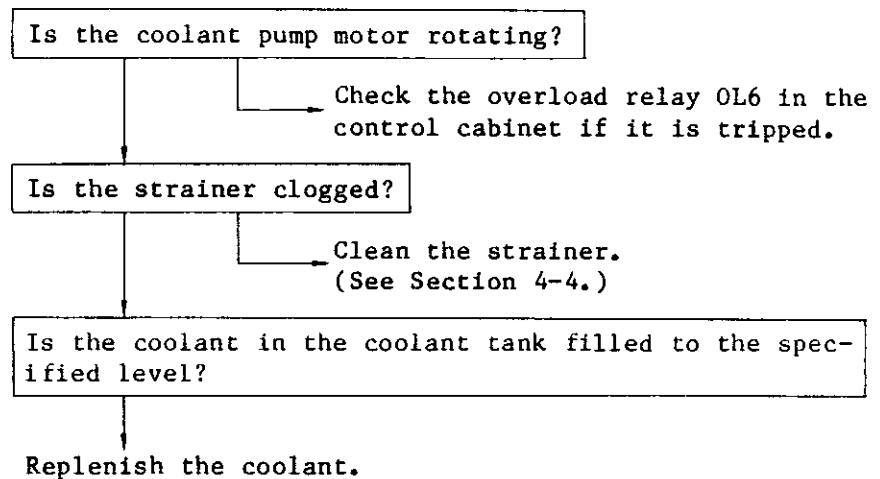 Is the coolant pump motor rotating?
Check the overload relay OL6 in the
control cabinet if it is tripped.
Is the strainer clogged?
Clean the strainer.
(See Section 4-4.)
Is the coolant in the coolant tank filled to the spec-
ified level?
Replenish the coolant.